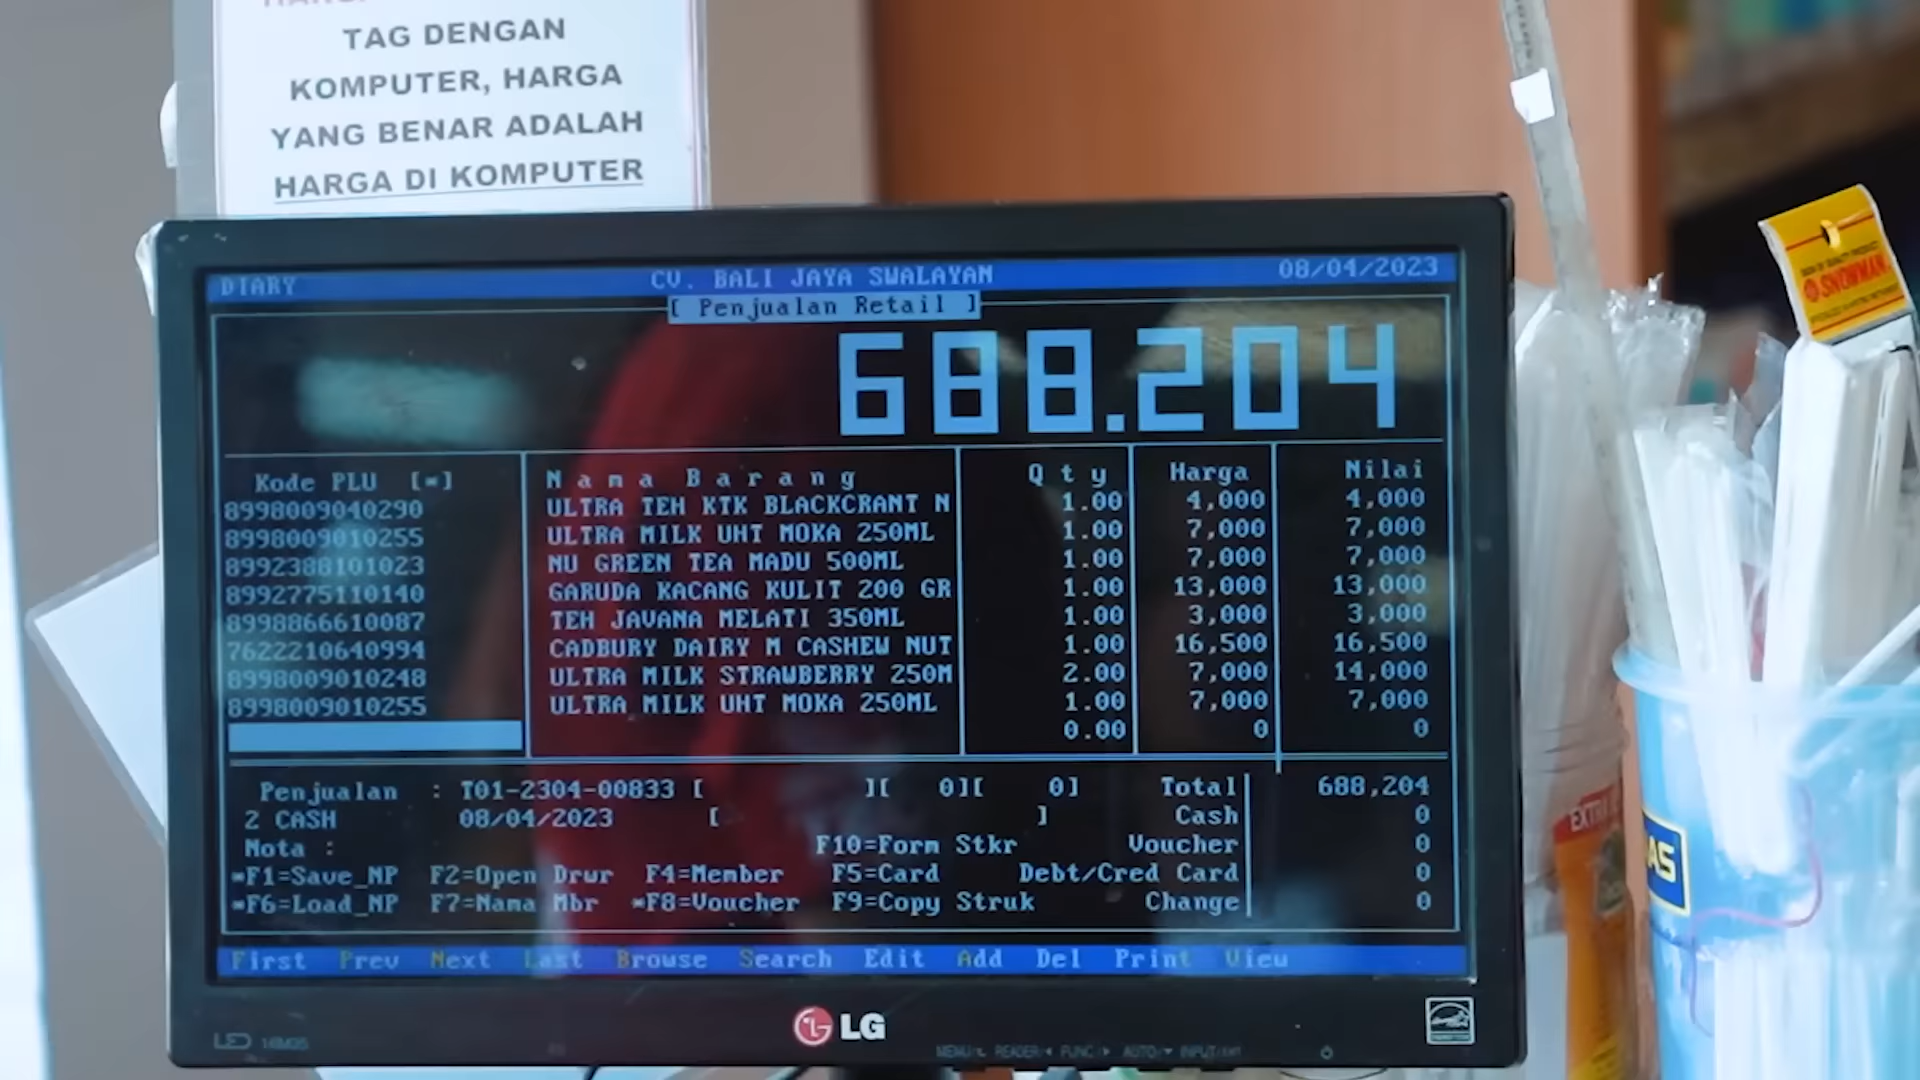 TAG DENGAN
KOMPUTER, HARGA
YANG BENAR ADALAH
HARGA DI KOMPUTER
DIARY CV. BALI JAYA SWALAYAN 08/04/2023
[ Penjualan Retail ]
688.204
Kode PLU [*] Nama Barang Qty Harga Nilai
8998009040290 ULTRA TEH KTK BLACKCRANT N 1.00 4,000 4,000
8998009010255 ULTRA MILK UHT MOKA 250ML 1.00 7,000 7,000
8992388101023 NU GREEN TEA MADU 500ML 1.00 7,000 7,000
8992775110140 GARUDA KACANG KULIT 200 GR 1.00 13,000 13,000
8998866610087 TEH JAVANA MELATI 350ML 1.00 3,000 3,000
7622210640994 CADBURY DAIRY M CASHEW NUT 1.00 16,500 16,500
8998009010248 ULTRA MILK STRAWBERRY 250M 2.00 7,000 14,000
8998009010255 ULTRA MILK UHT MOKA 250ML 1.00 7,000 7,000
0.00 0 0
Penjualan : T01-2304-00833 [ ][ 0][ 0] Total 688,204
2 CASH 08/04/2023 [ ] Cash 0
Nota : F10=Form Stkr Voucher 0
*F1=Save_NP F2=Open Drwr F4=Member F5=Card Debt/Cred Card 0
*F6=Load_NP F7=Nama Mbr *F8=Voucher F9=Copy Struk Change 0
First Prev Next Last Browse Search Edit Add Del Print View
LG
LED
MENU READER FUNC AUTO INPUT
SNOWMAN
EXTR
AS